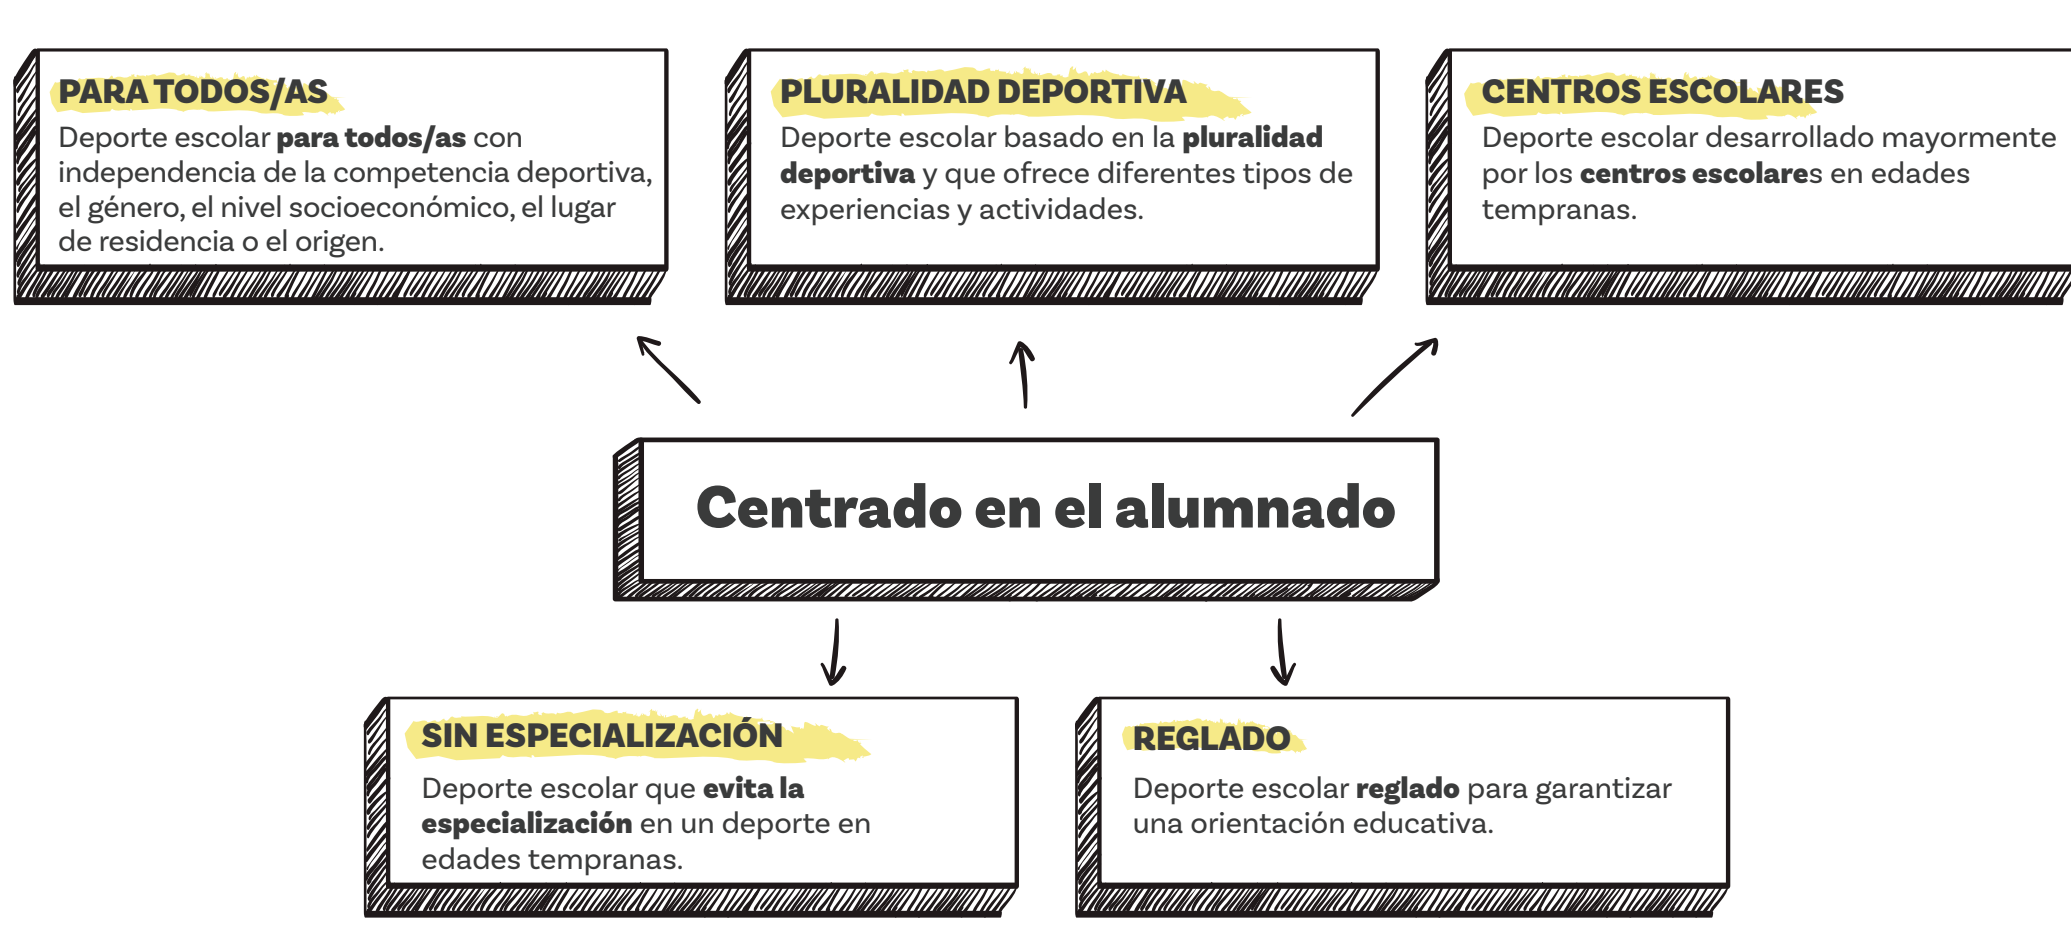 PARA TODOS/AS
Deporte escolar para todos/as con
independencia de la competencia deportiva,
el género, el nivel socioeconómico, el lugar
de residencia o el origen.
PLURALIDAD DEPORTIVA
Deporte escolar basado en la pluralidad
deportiva y que ofrece diferentes tipos de
experiencias y actividades.
CENTROS ESCOLARES
Deporte escolar desarrollado mayormente
por los centros escolares en edades
tempranas.
Centrado en el alumnado
SIN ESPECIALIZACIÓN
Deporte escolar que evita la
especialización en un deporte en
edades tempranas.
REGLADO
Deporte escolar reglado para garantizar
una orientación educativa.